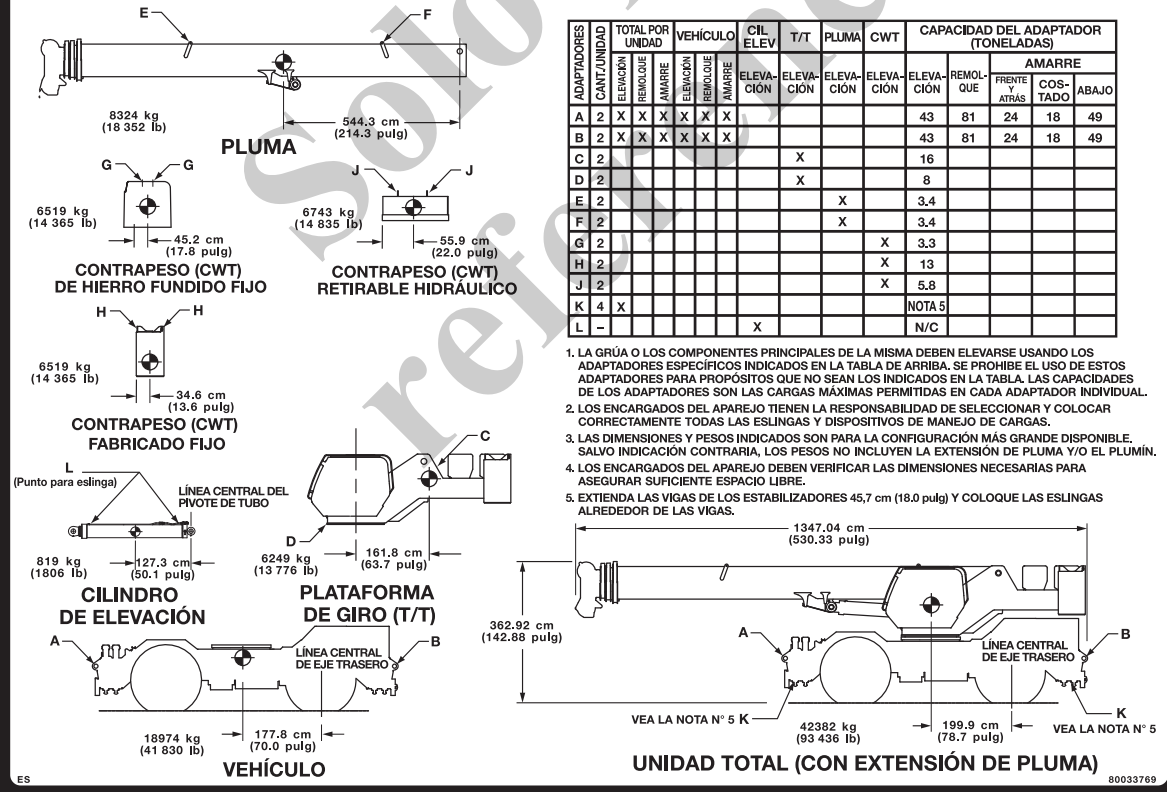 E
F
8324 kg
(18 352 lb)
544.3 cm
(214.3 pulg)
PLUMA
G G
6519 kg
(14 365 lb)
45.2 cm
(17.8 pulg)
CONTRAPESO (CWT)
DE HIERRO FUNDIDO FIJO
J J
6743 kg
(14 835 lb)
55.9 cm
(22.0 pulg)
CONTRAPESO (CWT)
RETIRABLE HIDRÁULICO
H H
6519 kg
(14 365 lb)
34.6 cm
(13.6 pulg)
CONTRAPESO (CWT)
FABRICADO FIJO
L
(Punto para eslinga)
LÍNEA CENTRAL DEL
PIVOTE DE TUBO
819 kg
(1806 lb)
127.3 cm
(50.1 pulg)
CILINDRO
DE ELEVACIÓN
C
D
6249 kg
(13 776 lb)
161.8 cm
(63.7 pulg)
PLATAFORMA
DE GIRO (T/T)
A
B
LÍNEA CENTRAL
DE EJE TRASERO
18974 kg
(41 830 lb)
177.8 cm
(70.0 pulg)
VEHÍCULO
ES
ADAPTADORES
CANT./UNIDAD
TOTAL POR
UNIDAD
VEHÍCULO
CIL
ELEV
T/T
PLUMA
CWT
CAPACIDAD DEL ADAPTADOR
(TONELADAS)
ELEVACIÓN
REMOLQUE
AMARRE
ELEVACIÓN
REMOLQUE
AMARRE
ELEVA-
CIÓN
ELEVA-
CIÓN
ELEVA-
CIÓN
ELEVA-
CIÓN
ELEVA-
CIÓN
REMOL-
QUE
AMARRE
FRENTE
Y
ATRÁS
COS-
TADO
ABAJO
A 2 X X X X X X 43 81 24 18 49
B 2 X X X X X X 43 81 24 18 49
C 2 X 16
D 2 X 8
E 2 X 3.4
F 2 X 3.4
G 2 X 3.3
H 2 X 13
J 2 X 5.8
K 4 X NOTA 5
L – X N/C
1. LA GRÚA O LOS COMPONENTES PRINCIPALES DE LA MISMA DEBEN ELEVARSE USANDO LOS
ADAPTADORES ESPECÍFICOS INDICADOS EN LA TABLA DE ARRIBA. SE PROHIBE EL USO DE ESTOS
ADAPTADORES PARA PROPÓSITOS QUE NO SEAN LOS INDICADOS EN LA TABLA. LAS CAPACIDADES
DE LOS ADAPTADORES SON LAS CARGAS MÁXIMAS PERMITIDAS EN CADA ADAPTADOR INDIVIDUAL.
2. LOS ENCARGADOS DEL APAREJO TIENEN LA RESPONSABILIDAD DE SELECCIONAR Y COLOCAR
CORRECTAMENTE TODAS LAS ESLINGAS Y DISPOSITIVOS DE MANEJO DE CARGAS.
3. LAS DIMENSIONES Y PESOS INDICADOS SON PARA LA CONFIGURACIÓN MÁS GRANDE DISPONIBLE.
SALVO INDICACIÓN CONTRARIA, LOS PESOS NO INCLUYEN LA EXTENSIÓN DE PLUMA Y/O EL PLUMÍN.
4. LOS ENCARGADOS DEL APAREJO DEBEN VERIFICAR LAS DIMENSIONES NECESARIAS PARA
ASEGURAR SUFICIENTE ESPACIO LIBRE.
5. EXTIENDA LAS VIGAS DE LOS ESTABILIZADORES 45,7 cm (18.0 pulg) Y COLOQUE LAS ESLINGAS
ALREDEDOR DE LAS VIGAS.
1347.04 cm
(530.33 pulg)
362.92 cm
(142.88 pulg)
A
B
LÍNEA CENTRAL
DE EJE TRASERO
VEA LA NOTA N° 5 K
K
VEA LA NOTA N° 5
42382 kg
(93 436 lb)
199.9 cm
(78.7 pulg)
UNIDAD TOTAL (CON EXTENSIÓN DE PLUMA)
80033769
Solo
referen